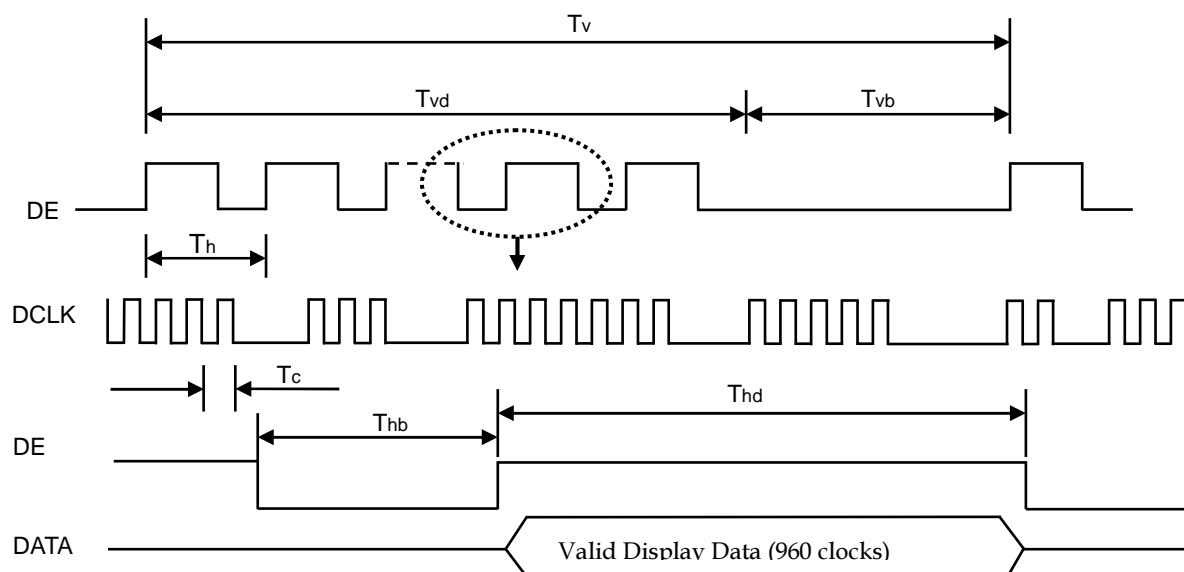 Tv
Tvd Tvb
DE
Th
DCLK
Tc
Thd
Thb
DE
DATA
Valid Display Data (960 clocks)